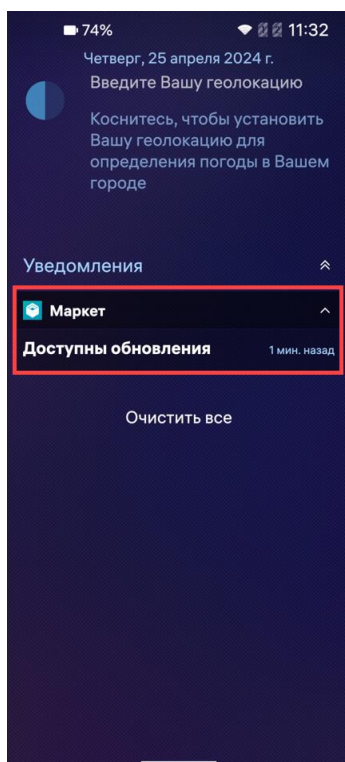 74% 11:32
Четверг, 25 апреля 2024 г.
Введите Вашу геолокацию
Коснитесь, чтобы установить
Вашу геолокацию для
определения погоды в Вашем
городе
Уведомления
Маркет
Доступны обновления 1 мин. назад
Очистить все